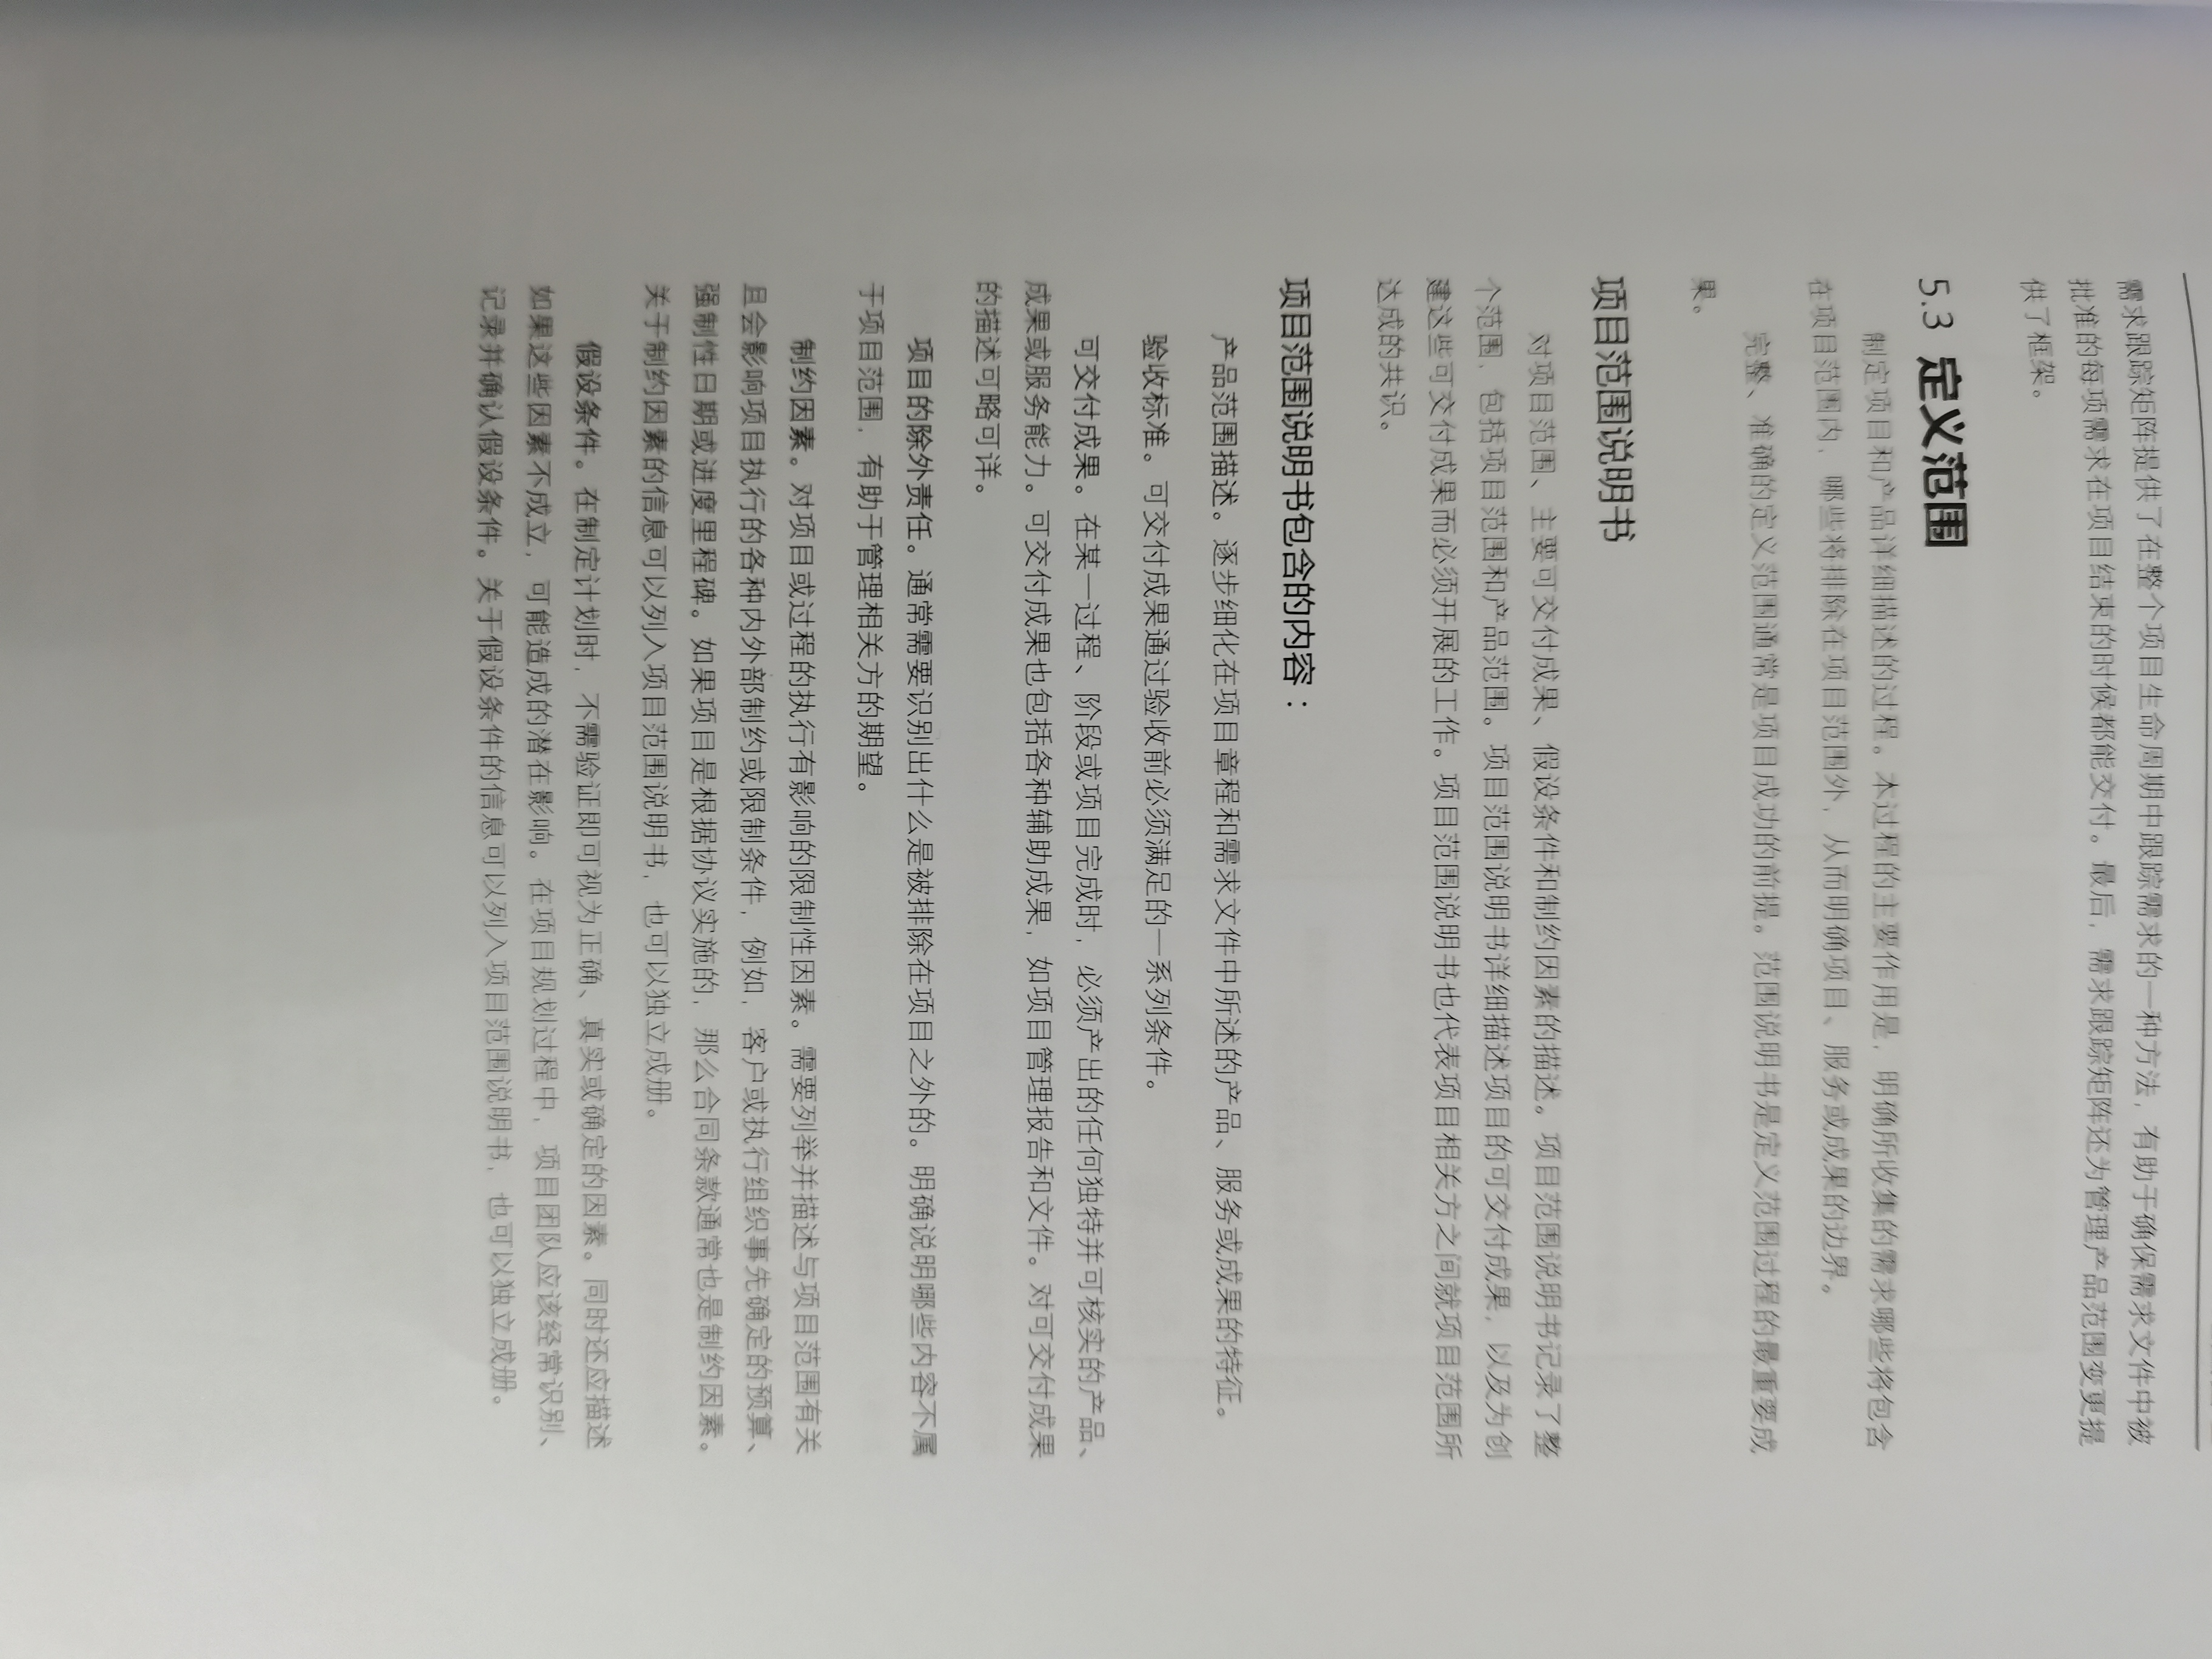 需求跟踪矩阵提供了在整个项目生命周期中跟踪需求的一种方法，有助于确保需求文件中被
批准的每项需求在项目结束的时候都能交付。最后，需求跟踪矩阵还为管理产品范围变更提
供了框架。
5.3 定义范围
制定项目和产品详细描述的过程。本过程的主要作用是，明确所收集的需求哪些将包含
在项目范围内，哪些将排除在项目范围外，从而明确项目、服务或成果的边界。
完整、准确的定义范围通常是项目成功的前提。范围说明书是定义范围过程的最重要成
果。
项目范围说明书
对项目范围、主要可交付成果、假设条件和制约因素的描述。项目范围说明书记录了整
个范围，包括项目范围和产品范围。项目范围说明书详细描述项目的可交付成果，以及为创
建这些可交付成果而必须开展的工作。项目范围说明书也代表项目相关方之间就项目范围所
达成的共识。
项目范围说明书包含的内容：
产品范围描述。逐步细化在项目章程和需求文件中所述的产品、服务或成果的特征。
验收标准。可交付成果通过验收前必须满足的一系列条件。
可交付成果。在某一过程、阶段或项目完成时，必须产出的任何独特并可核实的产品、
成果或服务能力。可交付成果也包括各种辅助成果，如项目管理报告和文件。对可交付成果
的描述可略可详。
项目的除外责任。通常需要识别出什么是被排除在项目之外的。明确说明哪些内容不属
于项目范围，有助于管理相关方的期望。
制约因素。对项目或过程的执行有影响的限制性因素。需要列举并描述与项目范围有关
且会影响项目执行的各种内外部制约或限制条件，例如，客户或执行组织事先确定的预算、
强制性日期或进度里程碑。如果项目是根据协议实施的，那么合同条款通常也是制约因素。
关于制约因素的信息可以列入项目范围说明书，也可以独立成册。
假设条件。在制定计划时，不需验证即可视为正确、真实或确定的因素。同时还应描述
如果这些因素不成立，可能造成的潜在影响。在项目规划过程中，项目团队应该经常识别、
记录并确认假设条件。关于假设条件的信息可以列入项目范围说明书，也可以独立成册。